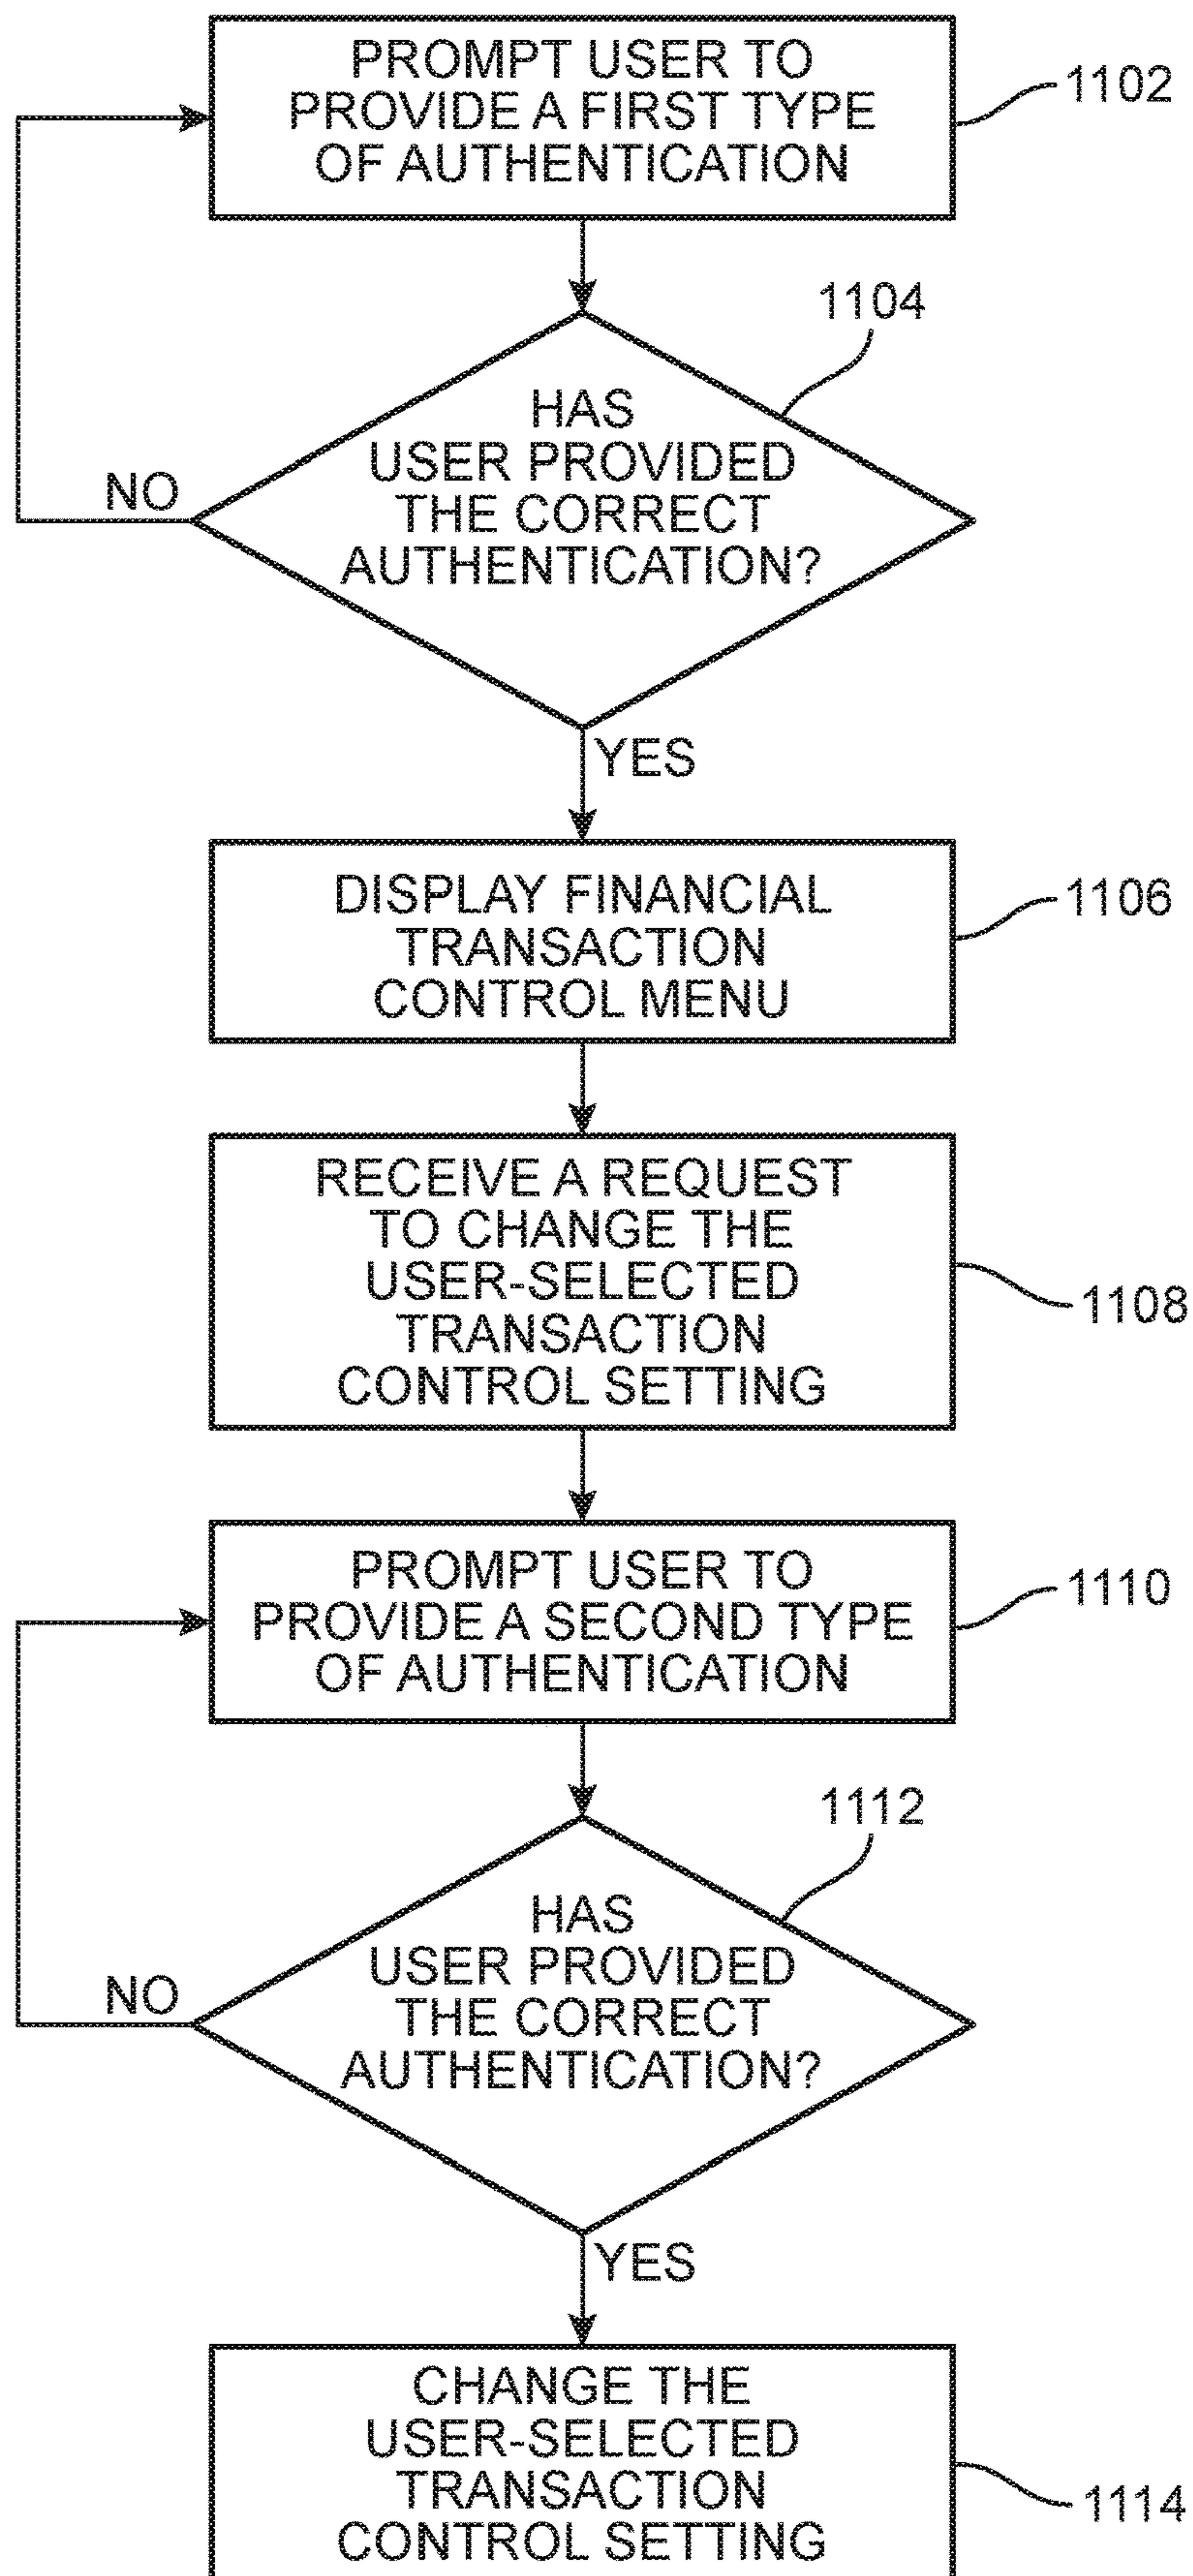 PROMPT USER TO
PROVIDE A FIRST TYPE
OF AUTHENTICATION
1102
1104
HAS
USER PROVIDED
THE CORRECT
AUTHENTICATION?
NO
YES
DISPLAY FINANCIAL
TRANSACTION
CONTROL MENU
1106
RECEIVE A REQUEST
TO CHANGE THE
USER-SELECTED
TRANSACTION
CONTROL SETTING
1108
PROMPT USER TO
PROVIDE A SECOND TYPE
OF AUTHENTICATION
1110
1112
HAS
USER PROVIDED
THE CORRECT
AUTHENTICATION?
NO
YES
CHANGE THE
USER-SELECTED
TRANSACTION
CONTROL SETTING
1114